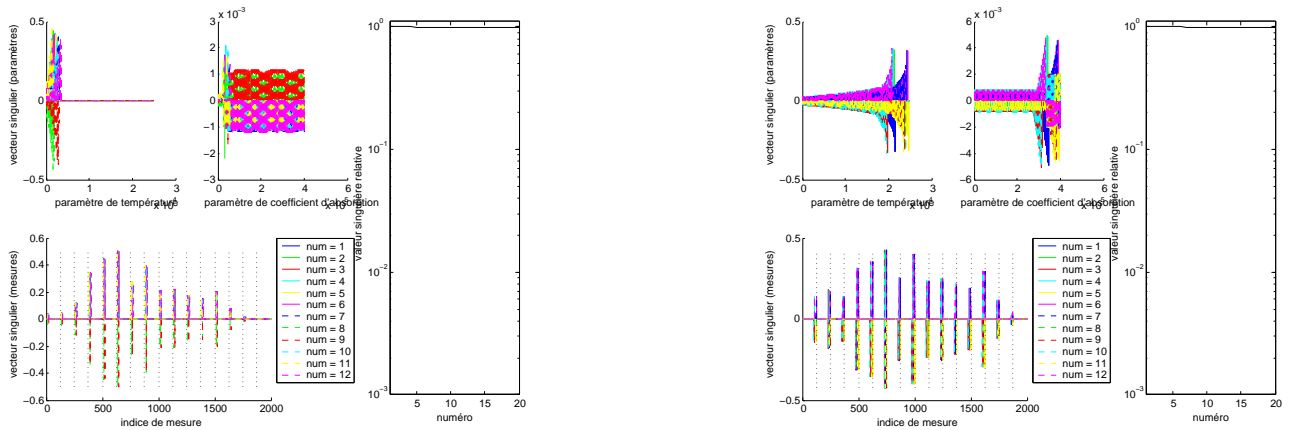 x 10⁻³
0.5
0
−0.5
vecteur singulier (paramètres)
0 1 2 3
x 10⁵
paramètre de température
3
2
1
0
−1
−2
−3
0 2 4 6
x 10⁵
paramètre de coefficient d'absorption
10⁰
10⁻¹
10⁻²
10⁻³
valeur singulière relative
5 10 15 20
numéro
0.6
0.4
0.2
0
−0.2
−0.4
−0.6
vecteur singulier (mesures)
0 500 1000 1500 2000
indice de mesure
num = 1
num = 2
num = 3
num = 4
num = 5
num = 6
num = 7
num = 8
num = 9
num = 10
num = 11
num = 12
x 10⁻³
0.5
0
−0.5
vecteur singulier (paramètres)
0 1 2 3
paramètre de température
6
4
2
0
−2
−4
−6
0 2 4 6
x 10⁵
paramètre de coefficient d'absorption
10⁰
10⁻¹
10⁻²
10⁻³
valeur singulière relative
5 10 15 20
numéro
0.5
0
−0.5
vecteur singulier (mesures)
0 500 1000 1500 2000
indice de mesure
num = 1
num = 2
num = 3
num = 4
num = 5
num = 6
num = 7
num = 8
num = 9
num = 10
num = 11
num = 12